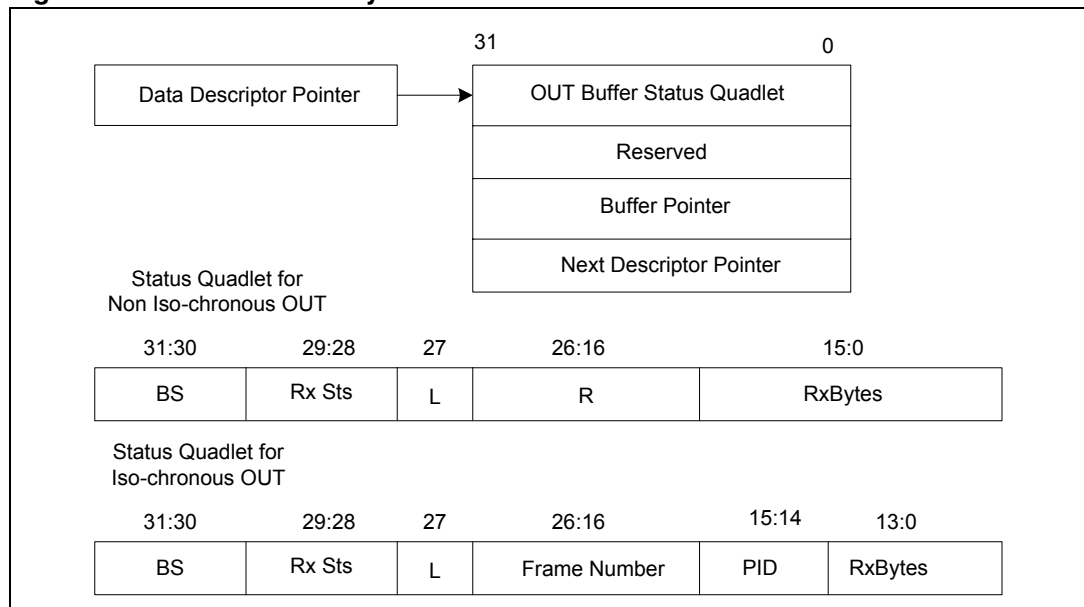 31 0
Data Descriptor Pointer
OUT Buffer Status Quadlet
Reserved
Buffer Pointer
Next Descriptor Pointer
Status Quadlet for
Non Iso-chronous OUT
31:30 29:28 27 26:16 15:0
BS Rx Sts L R RxBytes
Status Quadlet for
Iso-chronous OUT
31:30 29:28 27 26:16 15:14 13:0
BS Rx Sts L Frame Number PID RxBytes